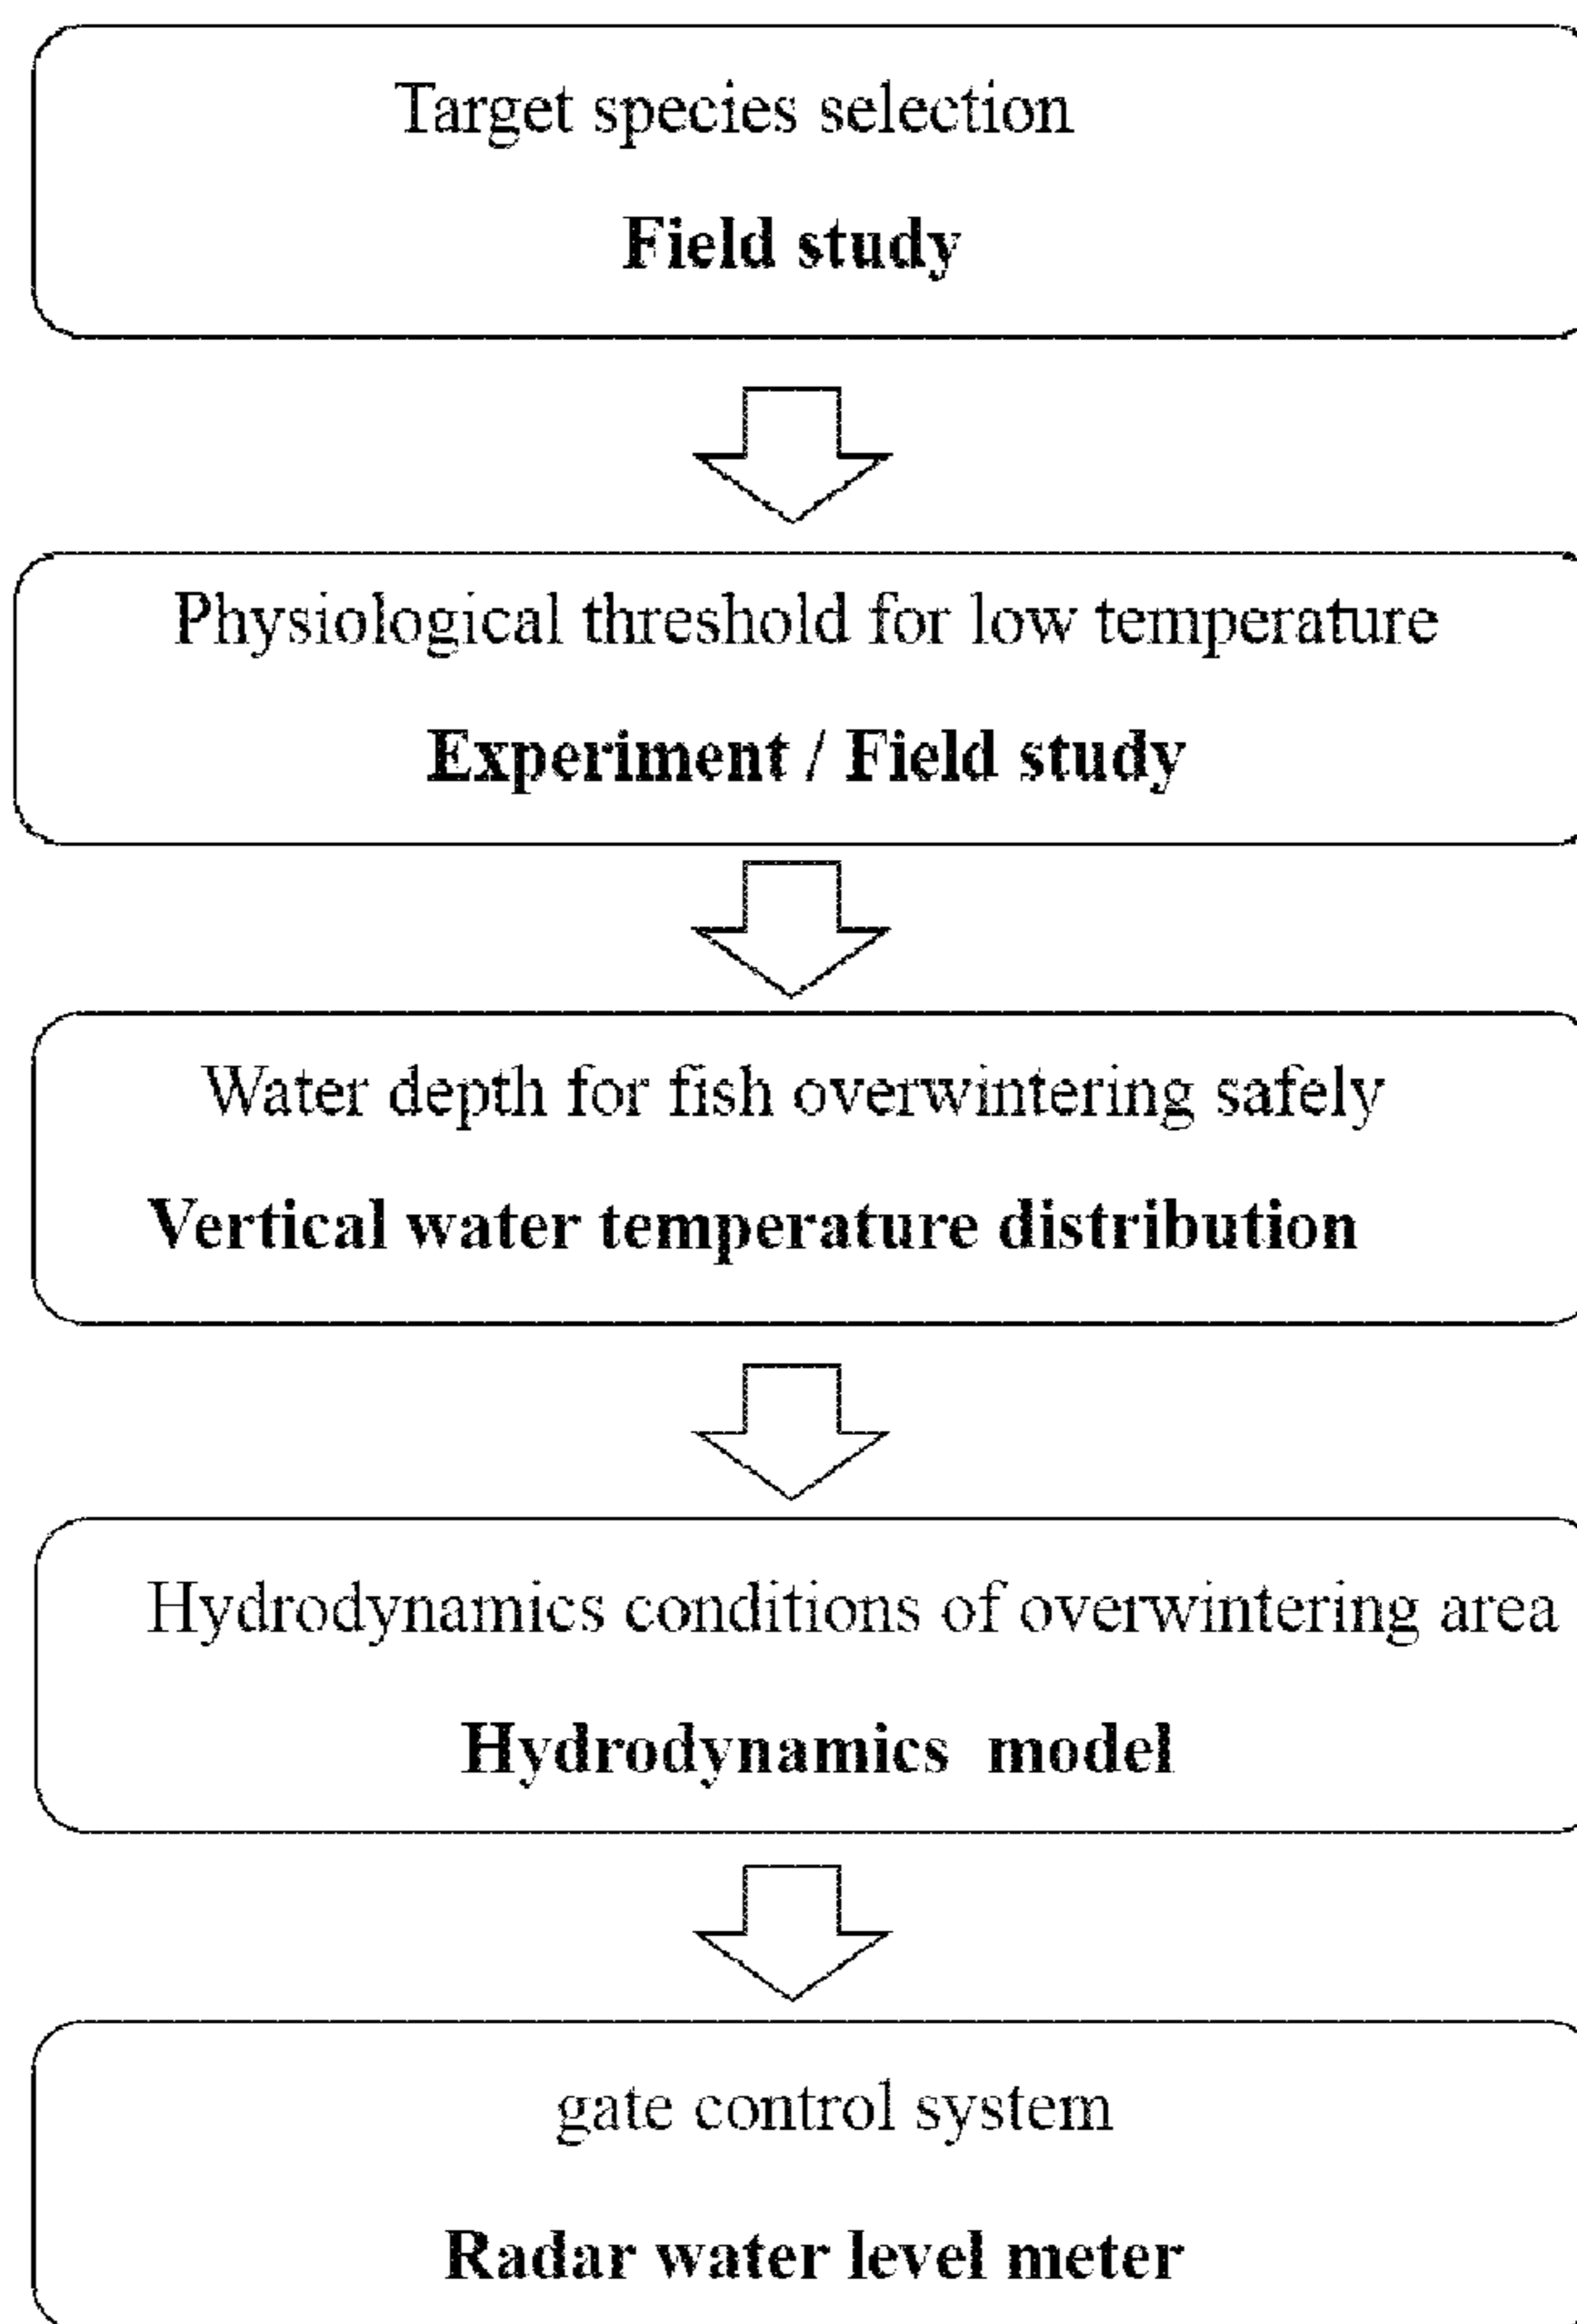 Target species selection
Field study
Physiological threshold for low temperature
Experiment / Field study
Water depth for fish overwintering safely
Vertical water temperature distribution
Hydrodynamics conditions of overwintering area
Hydrodynamics model
gate control system
Radar water level meter